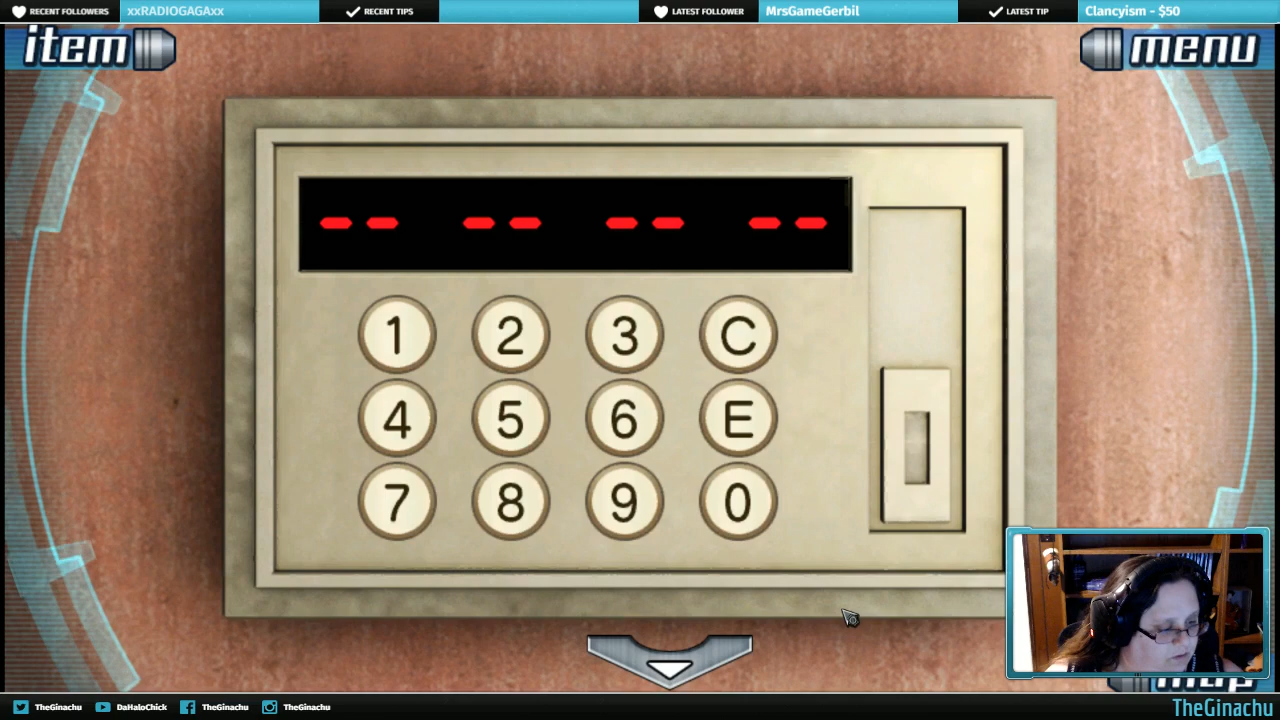 RECENT FOLLOWERS xxRADIOGAGAxx RECENT TIPS LATEST FOLLOWER MrsGameGerbil LATEST TIP Clancyism - $50
item menu
-- -- -- --
1 2 3 C
4 5 6 E
7 8 9 0
map
TheGinachu DaHaloChick TheGinachu TheGinachu TheGinachu